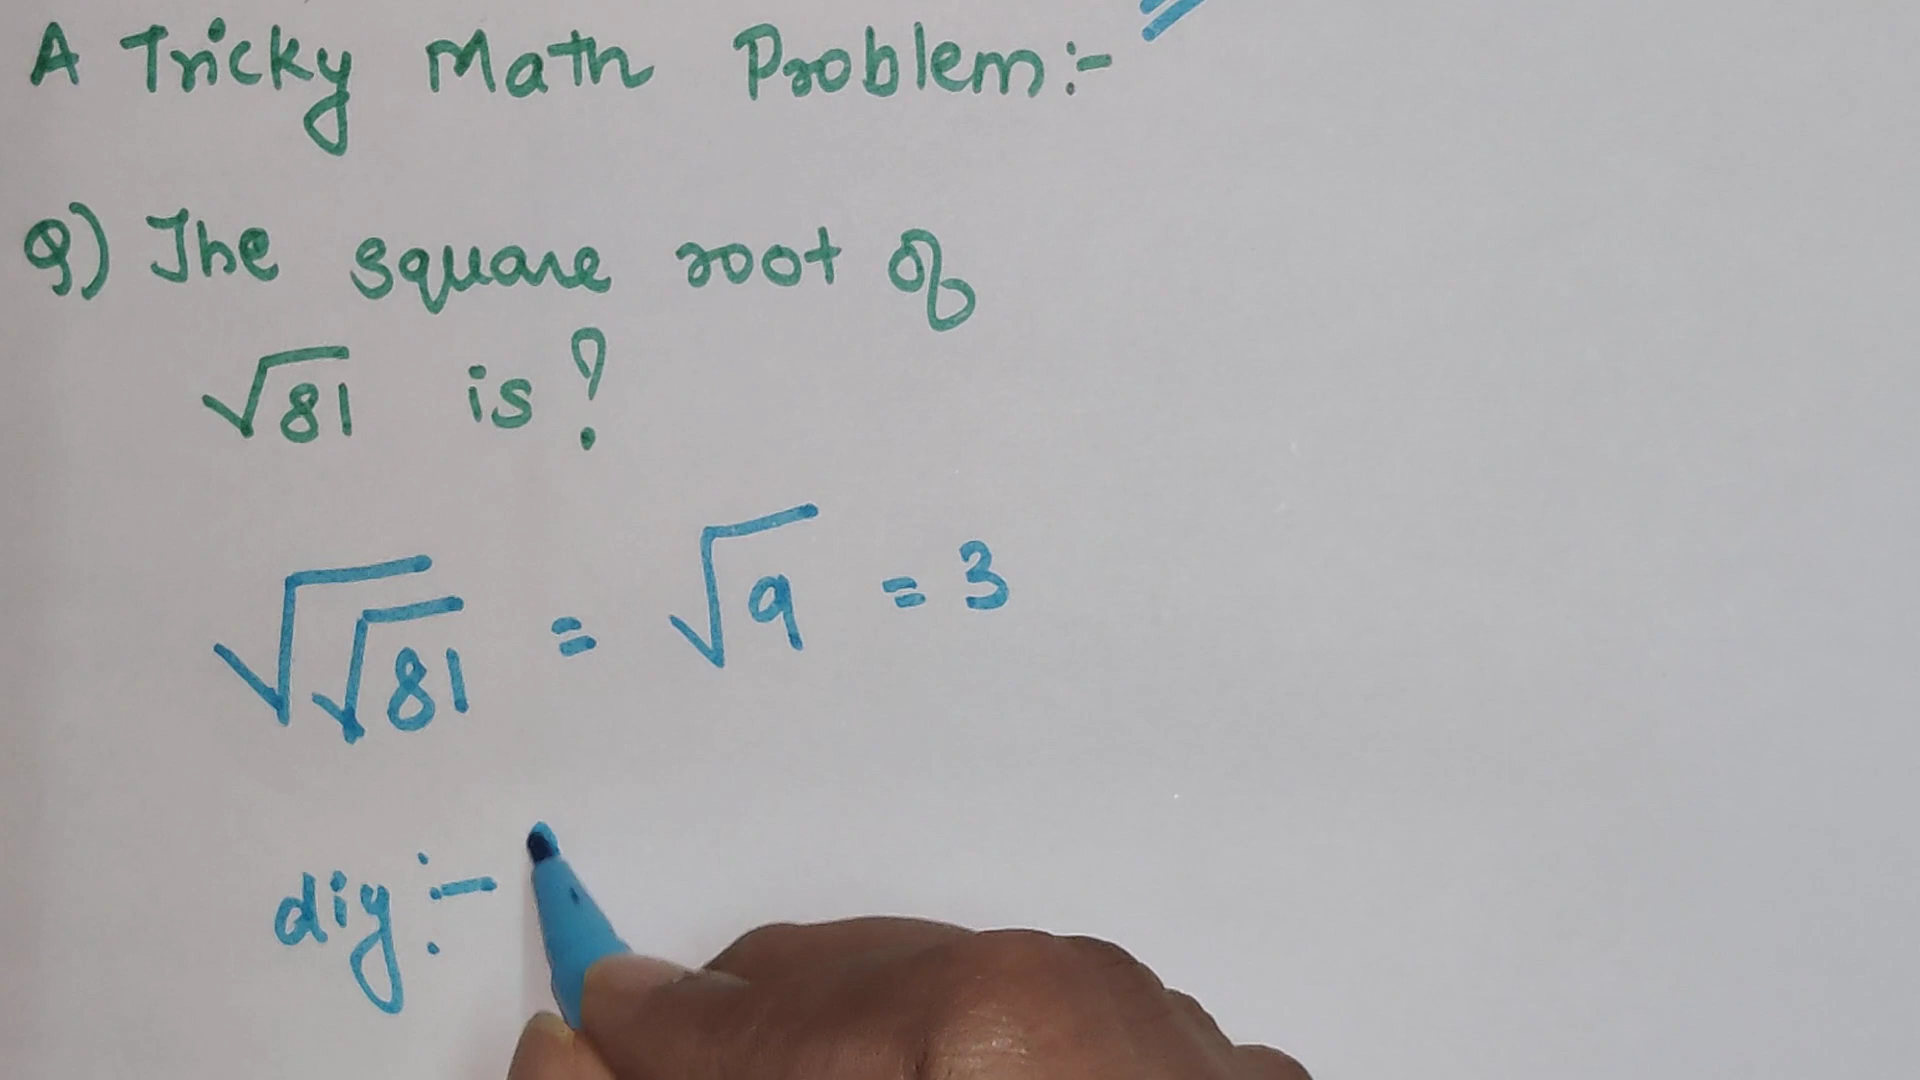 A Tricky Math Problem:-
Q) The square root of
√81 is?
√√81 = √9 = 3
diy:-